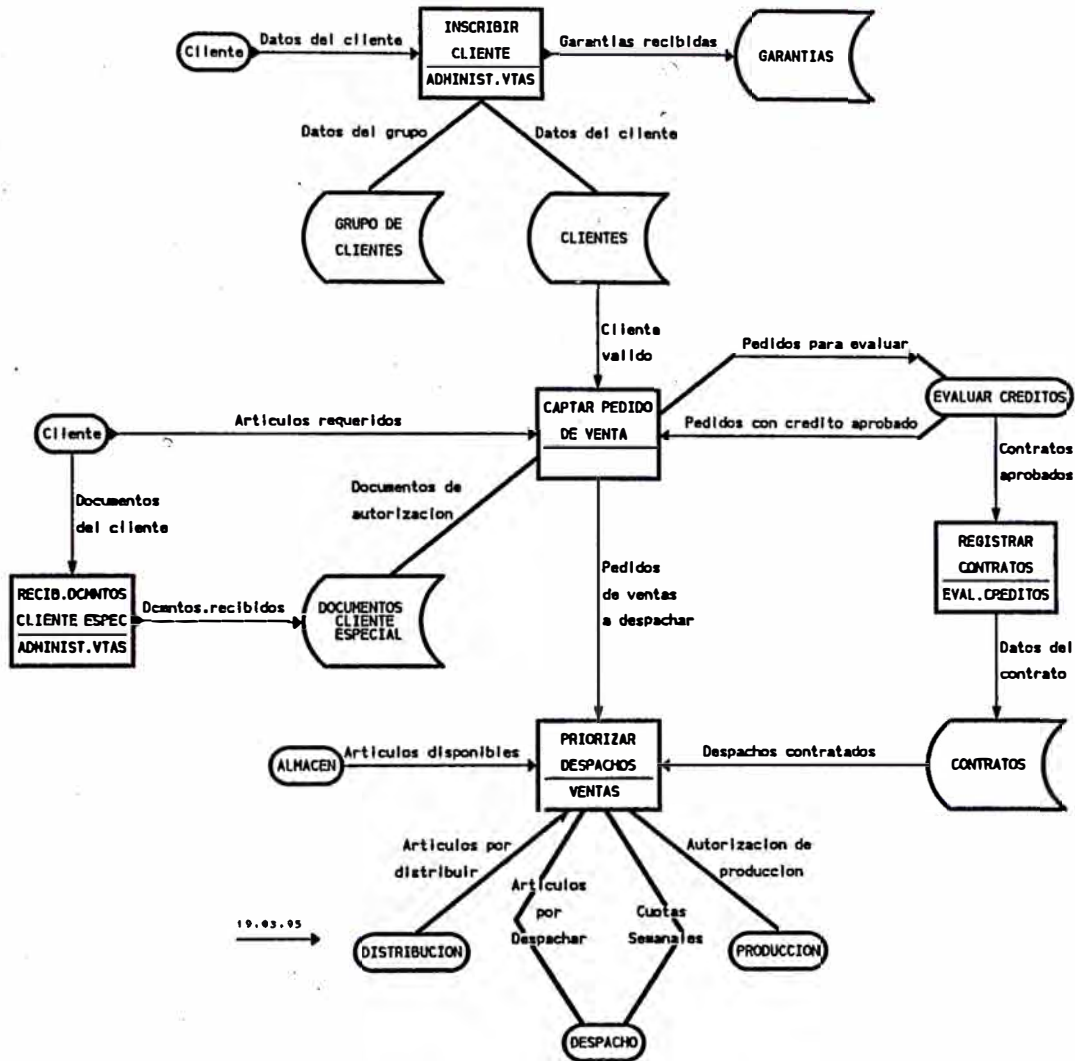 INSCRIBIR
CLIENTE
ADMINIST.VTAS
Cliente
Datos del cliente
Garantias recibidas
GARANTIAS
Datos del grupo
Datos del cliente
GRUPO DE
CLIENTES
CLIENTES
Cliente
valido
Pedidos para evaluar
CAPTAR PEDIDO
DE VENTA
EVALUAR CREDITOS
Cliente
Articulos requeridos
Pedidos con credito aprobado
Contratos
aprobados
Documentos de
autorizacion
Documentos
del cliente
REGISTRAR
CONTRATOS
EVAL.CREDITOS
Pedidos
de ventas
a despachar
RECIB.DCMNTOS
CLIENTE ESPEC
ADMINIST.VTAS
Dcmntos.recibidos
DOCUMENTOS
CLIENTE
ESPECIAL
Datos del
contrato
PRIORIZAR
DESPACHOS
VENTAS
ALMACEN
Articulos disponibles
Despachos contratados
CONTRATOS
Articulos por
distribuir
Autorizacion de
produccion
Articulos
por
Despachar
Cuotas
Semanales
19.03.95
DISTRIBUCION
PRODUCCION
DESPACHO